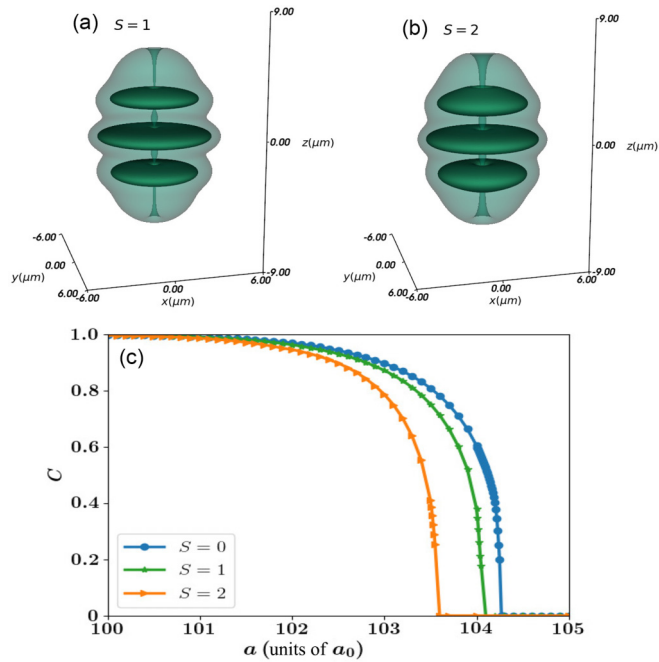 (a) S = 1
9.00
0.00
z(μm)
-9.00
-6.00
0.00
y(μm)
6.00
-6.00
0.00
x(μm)
6.00
(b) S = 2
9.00
0.00
z(μm)
-9.00
-6.00
0.00
y(μm)
6.00
-6.00
0.00
x(μm)
6.00
(c)
1.0
0.8
0.6
0.4
0.2
0
C
S = 0
S = 1
S = 2
100 101 102 103 104 105
a (units of a₀)